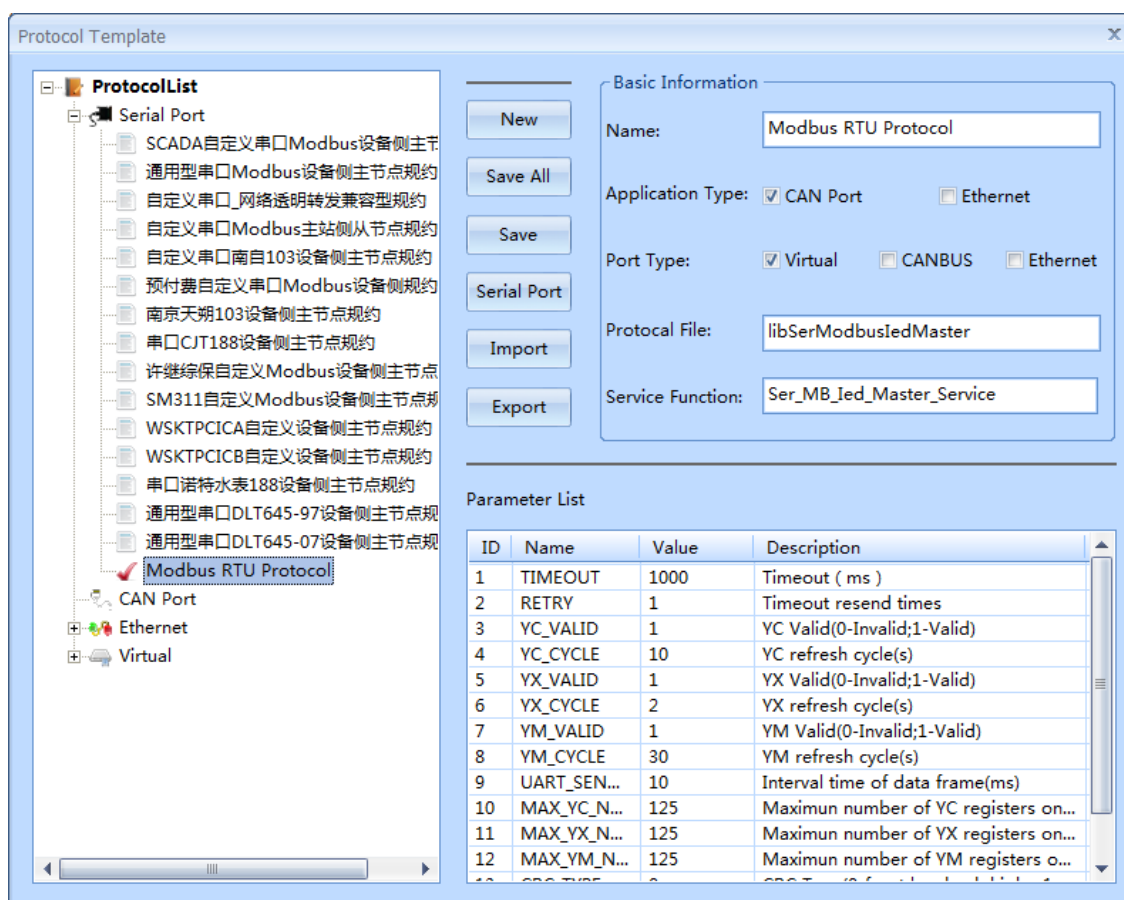 Protocol Template
ProtocolList
Serial Port
SCADA自定义串口Modbus设备侧主节
通用型串口Modbus设备侧主节点规约
自定义串口_网络透明转发兼容型规约
自定义串口Modbus主站侧从节点规约
自定义串口南自103设备侧主节点规约
预付费自定义串口Modbus设备侧规约
南京天朔103设备侧主节点规约
串口CJT188设备侧主节点规约
许继综保自定义Modbus设备侧主节点
SM311自定义Modbus设备侧主节点规
WSKTPCICA自定义设备侧主节点规约
WSKTPCICB自定义设备侧主节点规约
串口诺特水表188设备侧主节点规约
通用型串口DLT645-97设备侧主节点规
通用型串口DLT645-07设备侧主节点规
Modbus RTU Protocol
CAN Port
Ethernet
Virtual
New
Save All
Save
Serial Port
Import
Export
Basic Information
Name: Modbus RTU Protocol
Application Type: CAN Port Ethernet
Port Type: Virtual CANBUS Ethernet
Protocal File: libSerModbusIedMaster
Service Function: Ser_MB_Ied_Master_Service
Parameter List
ID Name Value Description
1 TIMEOUT 1000 Timeout ( ms )
2 RETRY 1 Timeout resend times
3 YC_VALID 1 YC Valid(0-Invalid;1-Valid)
4 YC_CYCLE 10 YC refresh cycle(s)
5 YX_VALID 1 YX Valid(0-Invalid;1-Valid)
6 YX_CYCLE 2 YX refresh cycle(s)
7 YM_VALID 1 YM Valid(0-Invalid;1-Valid)
8 YM_CYCLE 30 YM refresh cycle(s)
9 UART_SEN... 10 Interval time of data frame(ms)
10 MAX_YC_N... 125 Maximun number of YC registers on...
11 MAX_YX_N... 125 Maximun number of YX registers on...
12 MAX_YM_N... 125 Maximun number of YM registers o...